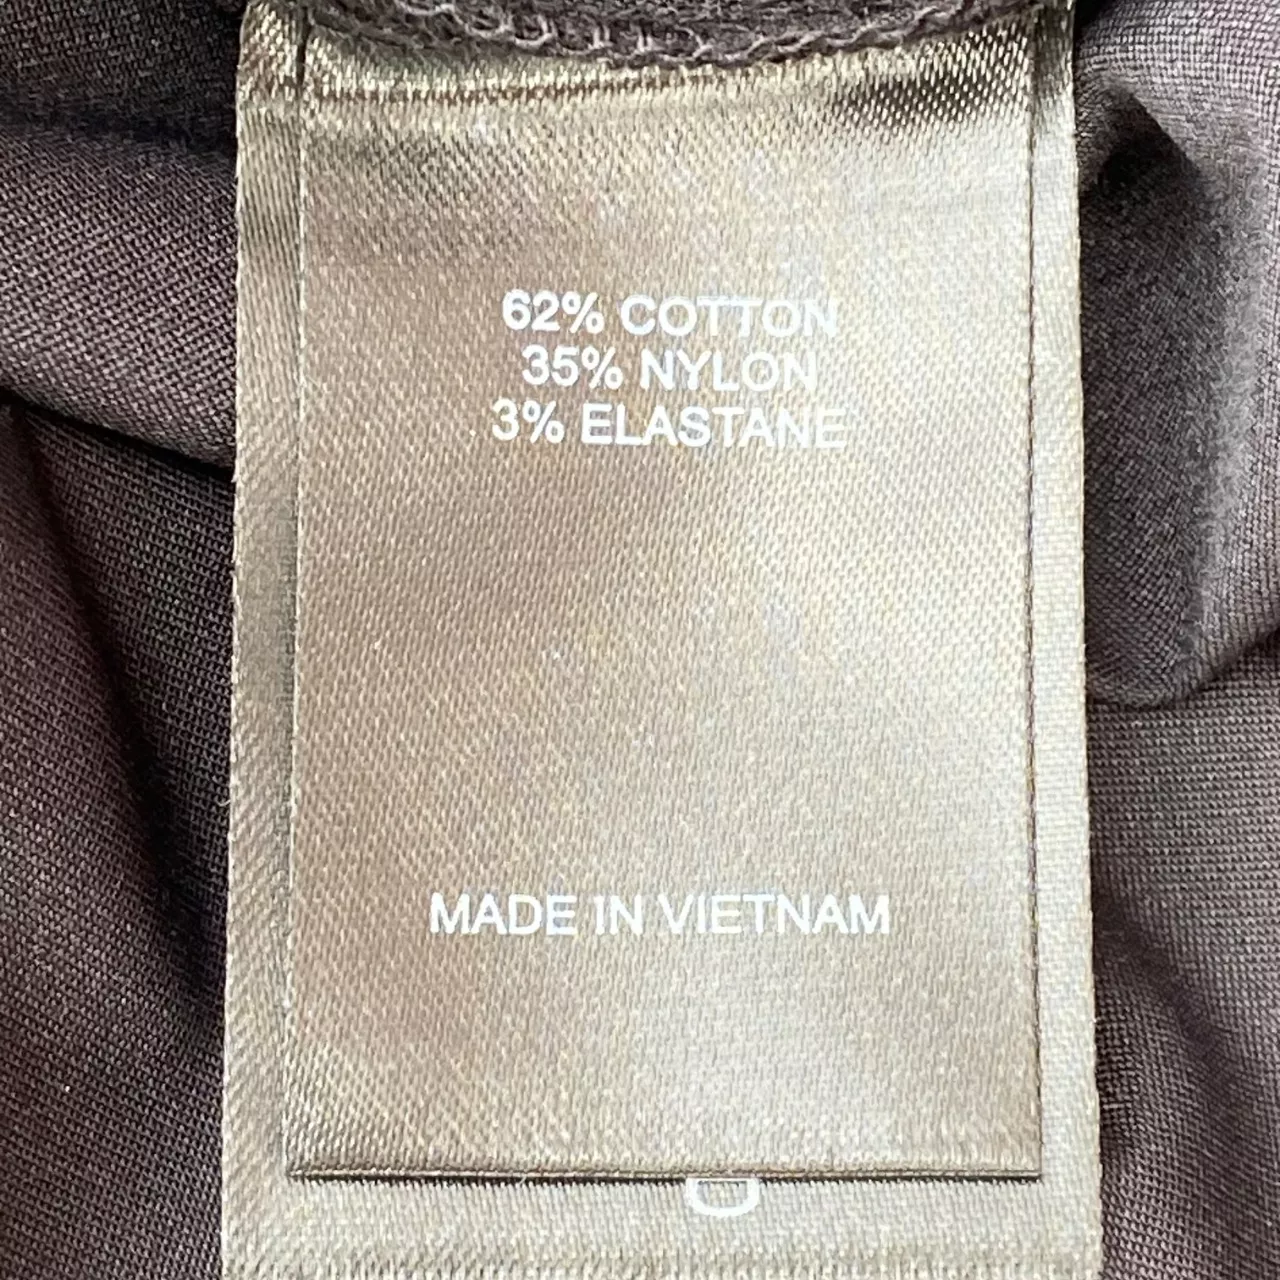 62% COTTON
35% NYLON
3% ELASTANE
MADE IN VIETNAM